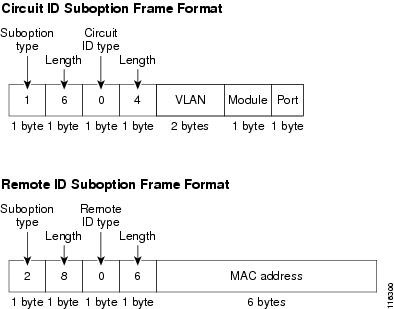 Circuit ID Suboption Frame Format
Suboption type
Circuit ID type
Length
Length
1 6 0 4 VLAN Module Port
1 byte 1 byte 1 byte 1 byte 2 bytes 1 byte 1 byte
Remote ID Suboption Frame Format
Suboption type
Remote ID type
Length
Length
2 8 0 6 MAC address
1 byte 1 byte 1 byte 1 byte 6 bytes
116300